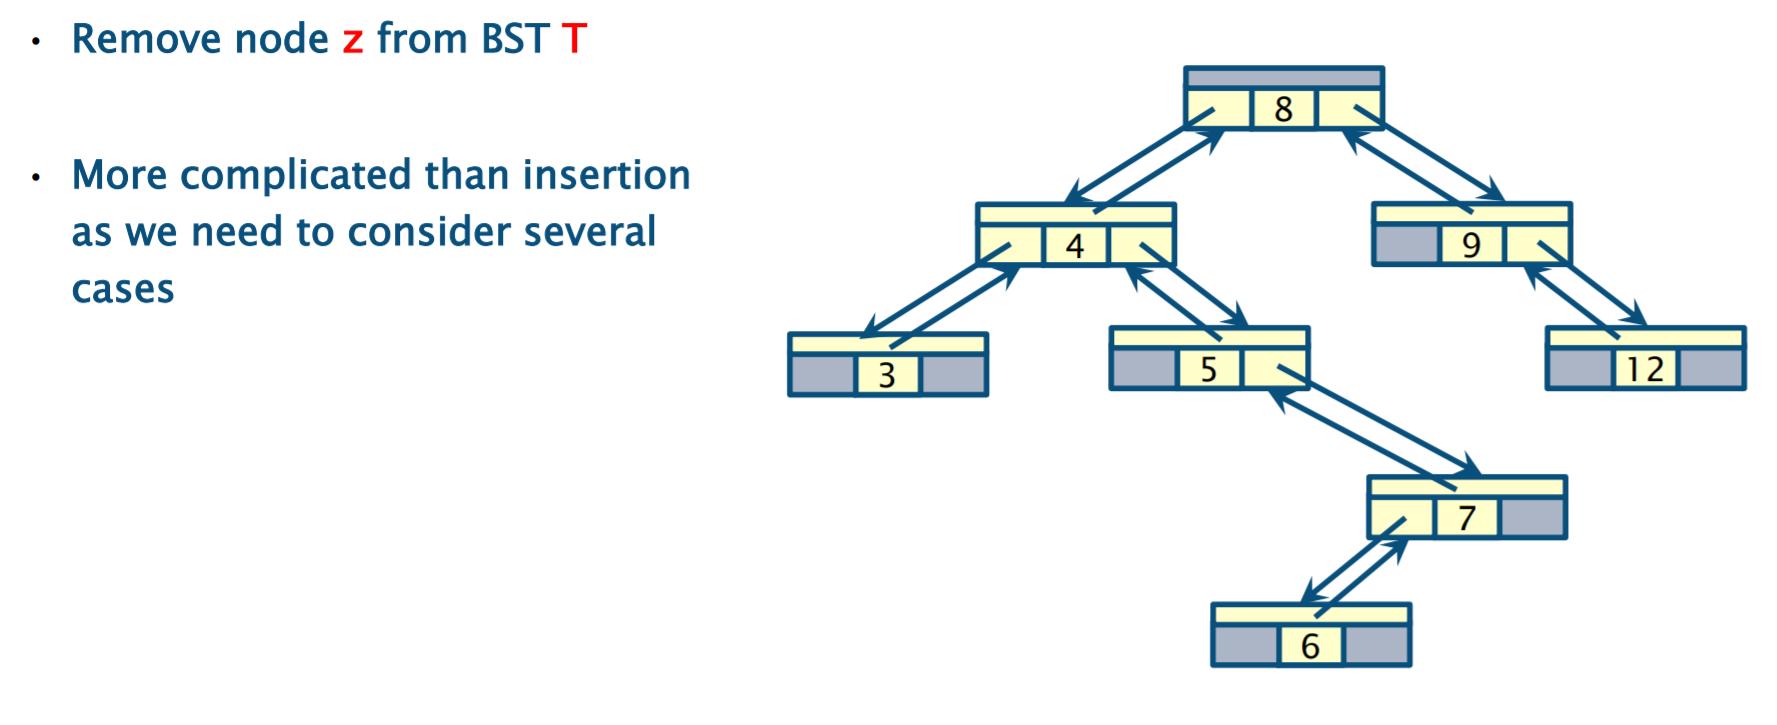 • Remove node z from BST T
• More complicated than insertion
as we need to consider several
cases
8
4
9
3
5
12
7
6